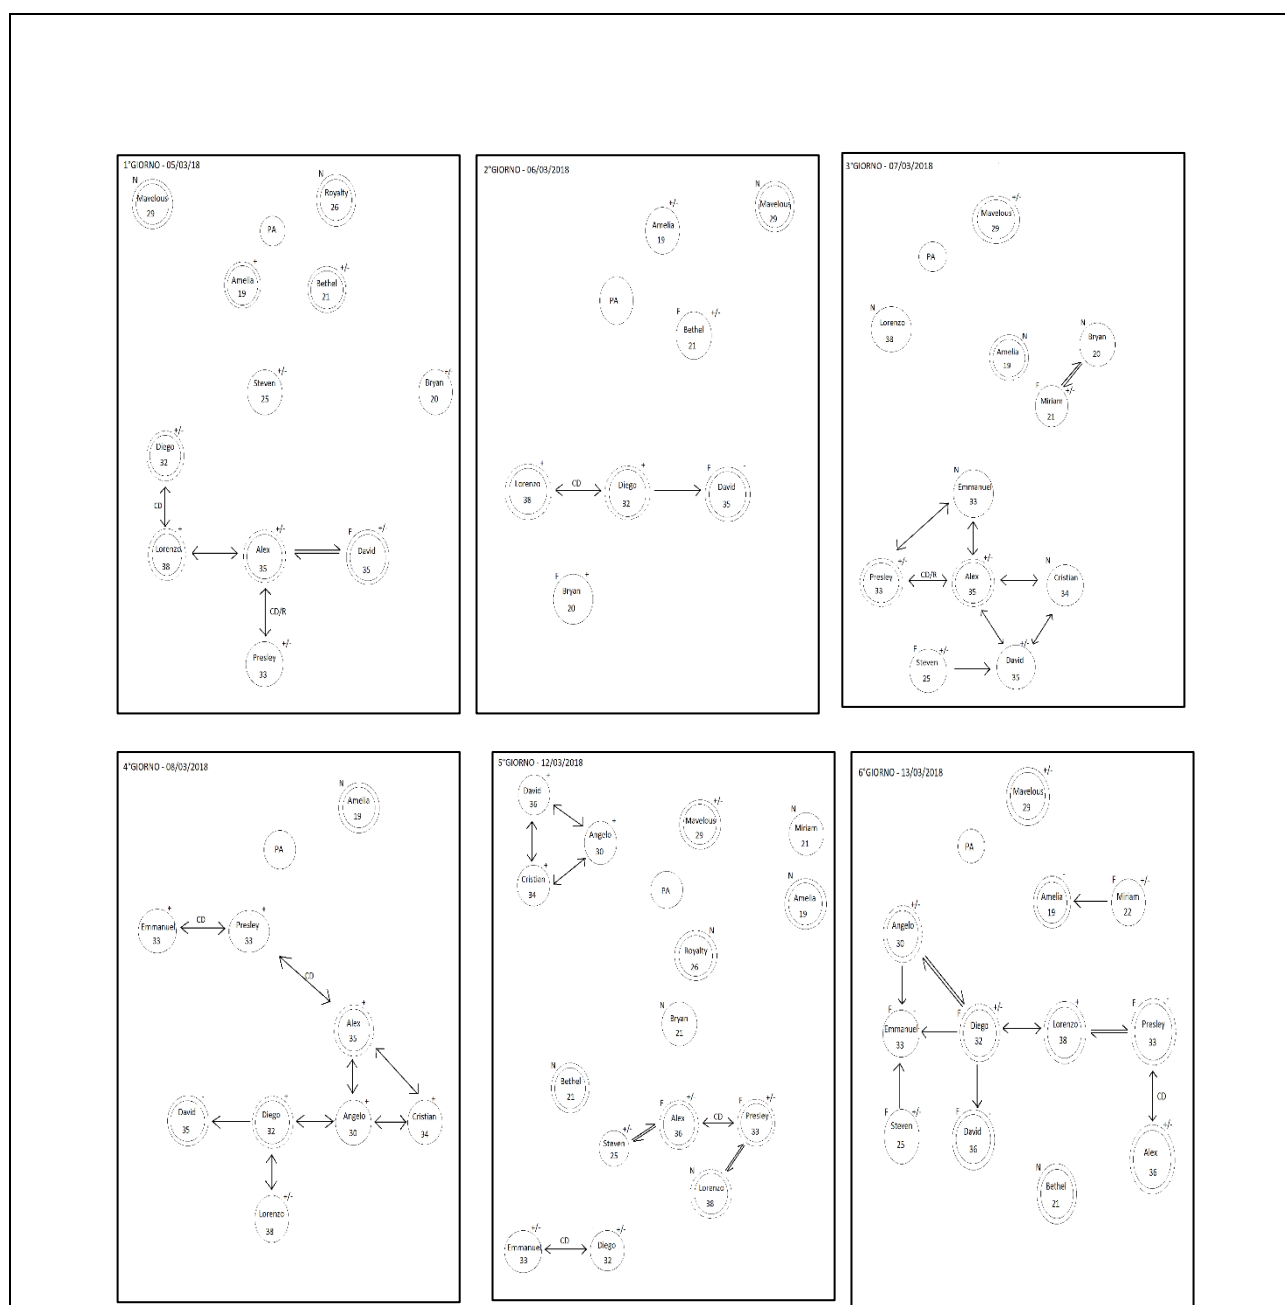 1°GIORNO - 05/03/18
N
Mavelous
29
N
Royalty
26
PA
+
Amelia
19
+/-
Bethel
21
+/-
Steven
25
+/-
Bryan
20
+/-
Diego
32
CD
+
Lorenzo
38
+/-
Alex
35
F
+/
David
35
CD/R
+/-
Presley
33
2°GIORNO - 06/03/2018
N
Mavelous
29
+/-
Amelia
19
PA
F
+/-
Bethel
21
+
Lorenzo
38
CD
+
Diego
32
F
-
David
35
F
+
Bryan
20
3°GIORNO - 07/03/2018
+/-
Mavelous
29
PA
N
Lorenzo
38
N
Amelia
19
N
Bryan
20
F
+/-
Miriam
21
N
Emmanuel
33
+/-
Presley
33
CD/R
+/-
Alex
35
N
Cristian
34
F
+/-
Steven
25
+/-
David
35
4°GIORNO - 08/03/2018
N
Amelia
19
PA
+
Emmanuel
33
CD
+
Presley
33
CD
+
Alex
35
-
David
35
+
Diego
32
+
Angelo
30
+
Cristian
34
+/-
Lorenzo
38
5°GIORNO - 12/03/2018
+
David
36
+
Angelo
30
+
Cristian
34
+/-
Mavelous
29
N
Miriam
21
PA
N
Amelia
19
N
Royalty
26
N
Bryan
21
N
Bethel
21
+/-
Steven
25
F
+/-
Alex
36
CD
F
+/-
Presley
33
N
Lorenzo
38
+/-
Emmanuel
33
CD
+/-
Diego
32
6°GIORNO - 13/03/2018
+/-
Mavelous
29
PA
-
Amelia
19
F
+/-
Miriam
22
+/-
Angelo
30
F
-
Emmanuel
33
F
+/-
Diego
32
+
Lorenzo
38
F
-
Presley
33
CD
F
+/-
Steven
25
F
David
36
+/-
Alex
36
N
Bethel
21